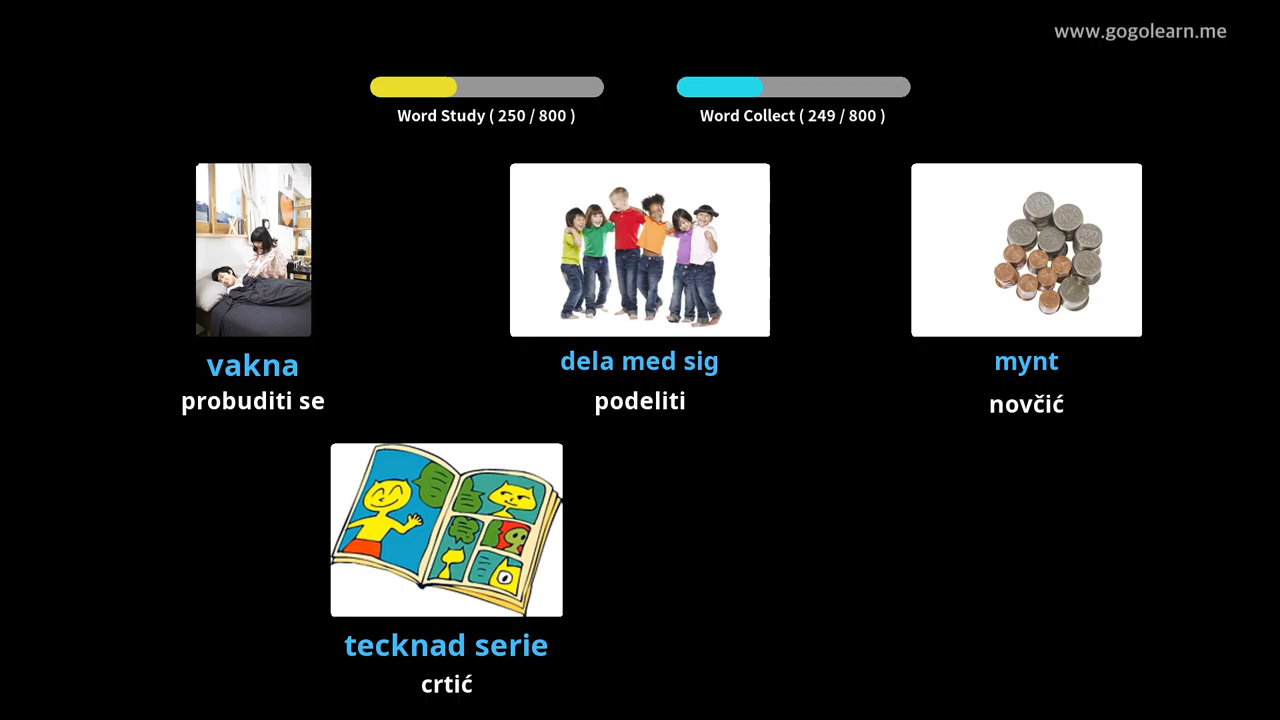 www.gogolearn.me
Word Study ( 250 / 800 )
Word Collect ( 249 / 800 )
vakna
probuditi se
dela med sig
podeliti
mynt
novčić
tecknad serie
crtić